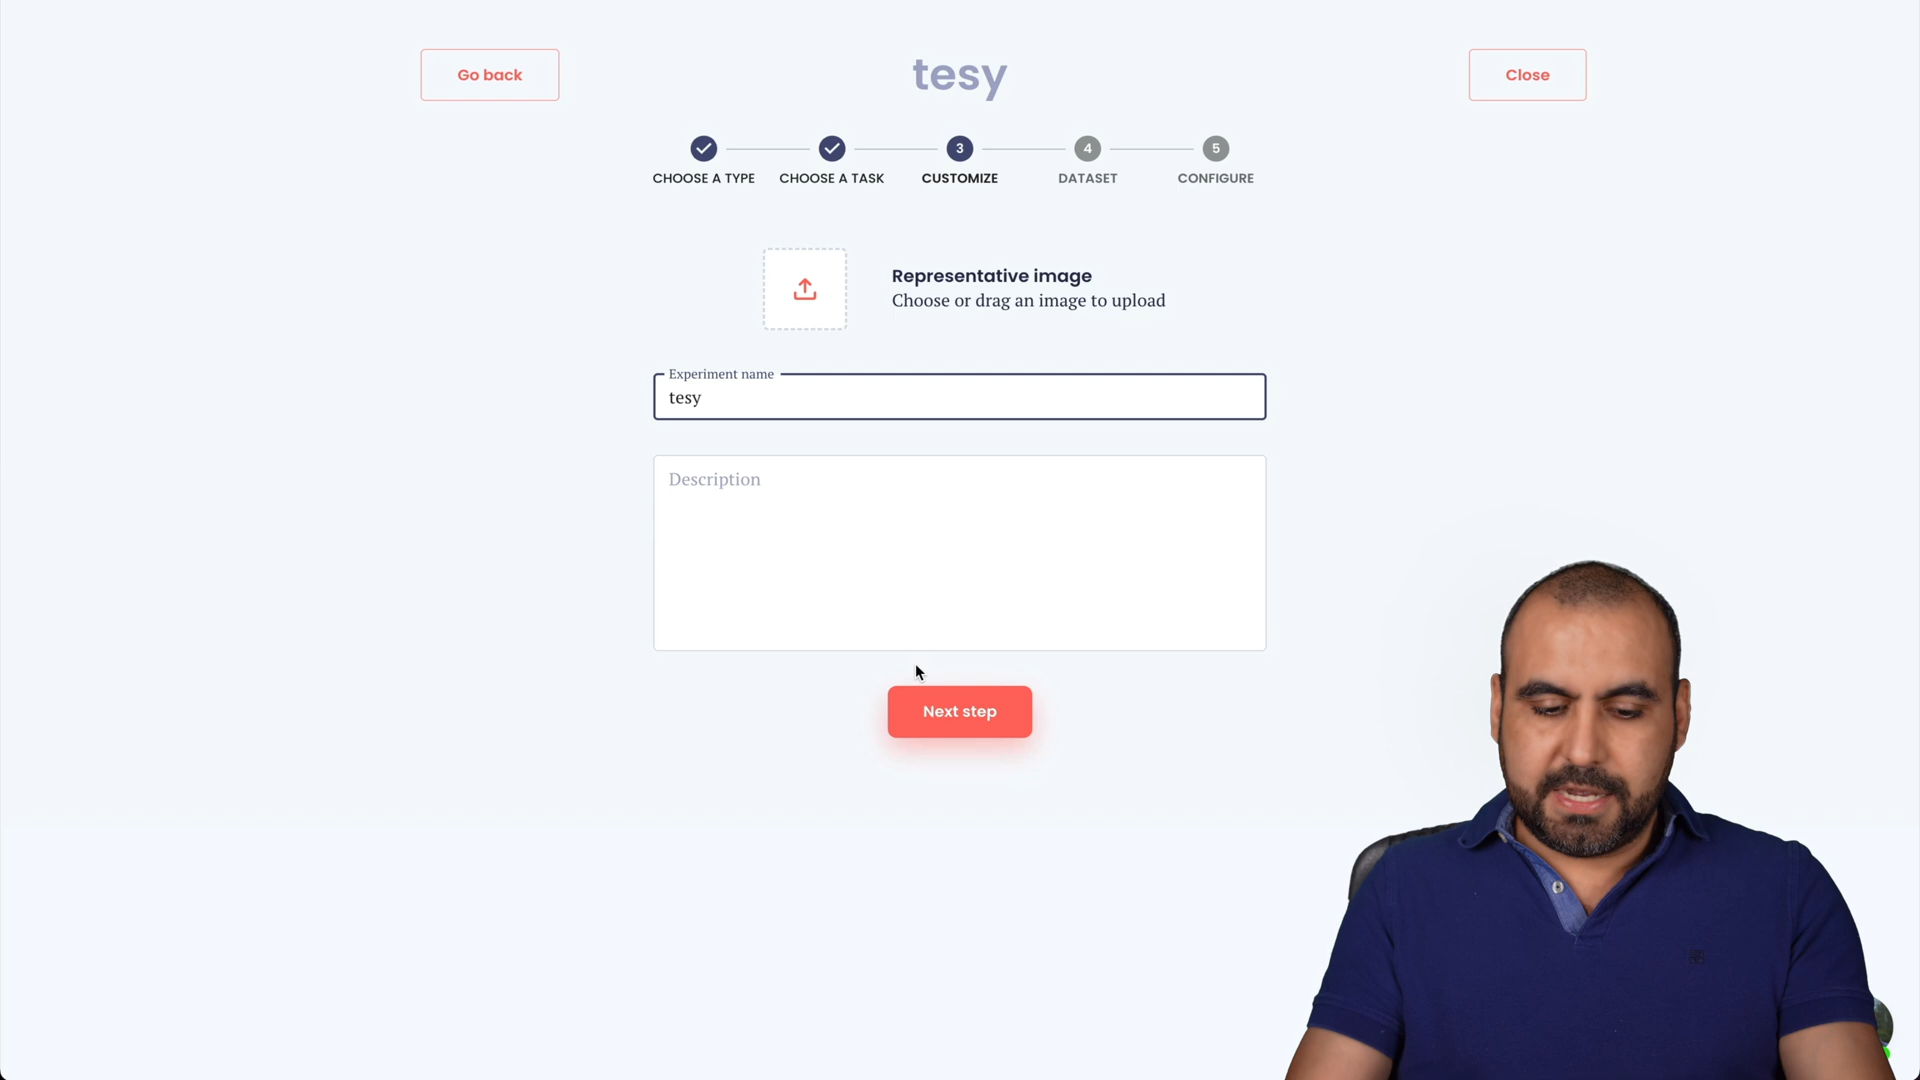 Go back
tesy
Close
3
4
5
CHOOSE A TYPE
CHOOSE A TASK
CUSTOMIZE
DATASET
CONFIGURE
Representative image
Choose or drag an image to upload
Experiment name
tesy
Description
Next step